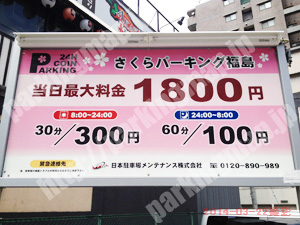 24H
COIN
PARKING
さくらパーキング福島
当日最大料金 1800円
8:00~24:00
30分/300円
24:00~8:00
60分/100円
緊急連絡先
日本駐車場メンテナンス株式会社
0120-890-989